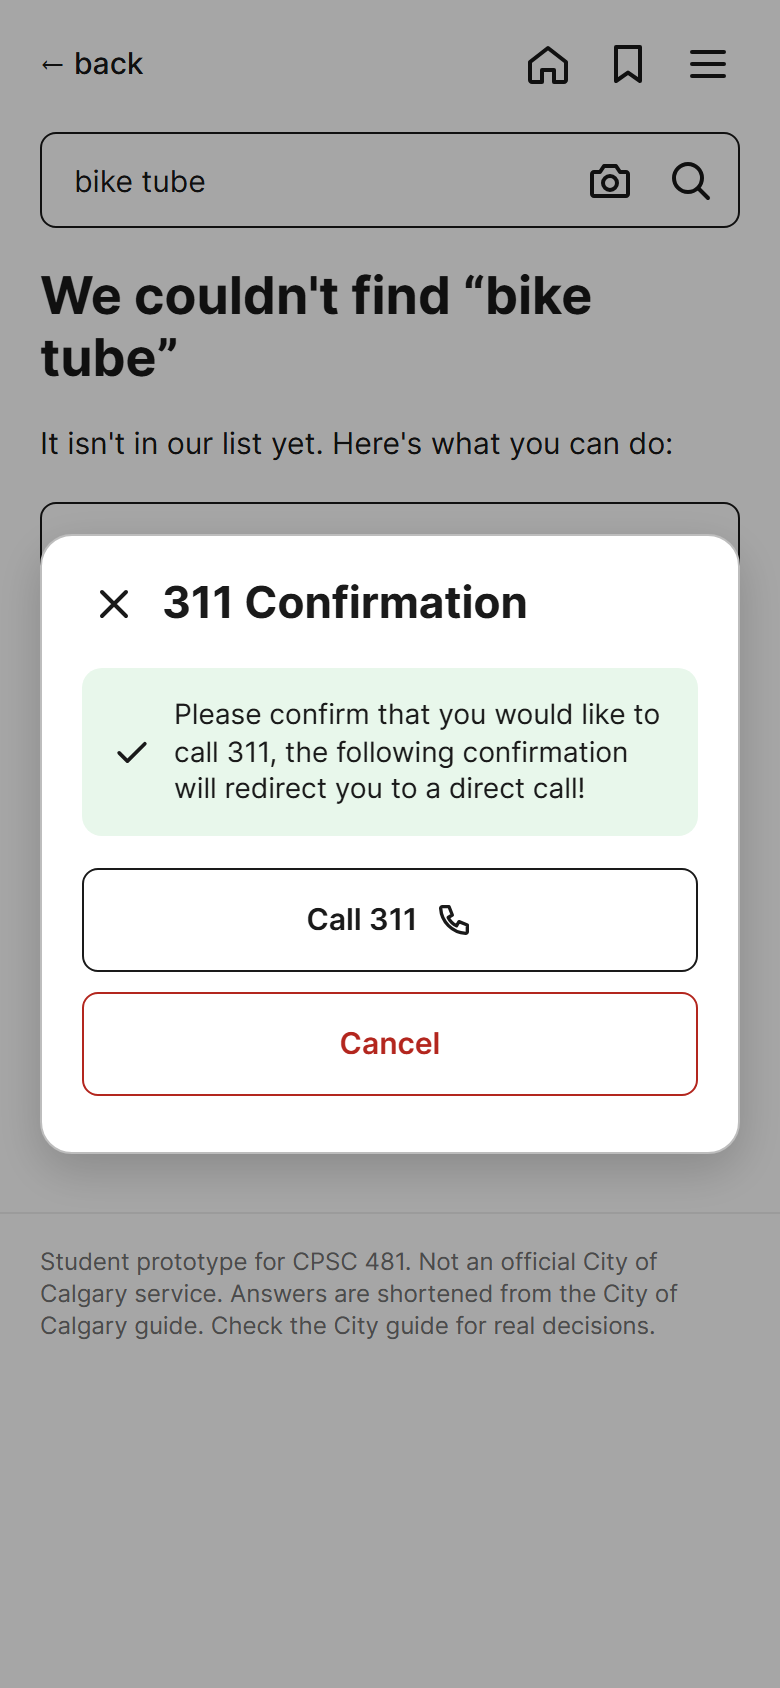 ← back
bike tube
We couldn't find “bike
tube”
It isn't in our list yet. Here's what you can do:
311 Confirmation
Please confirm that you would like to
call 311, the following confirmation
will redirect you to a direct call!
Call 311
Cancel
Student prototype for CPSC 481. Not an official City of
Calgary service. Answers are shortened from the City of
Calgary guide. Check the City guide for real decisions.